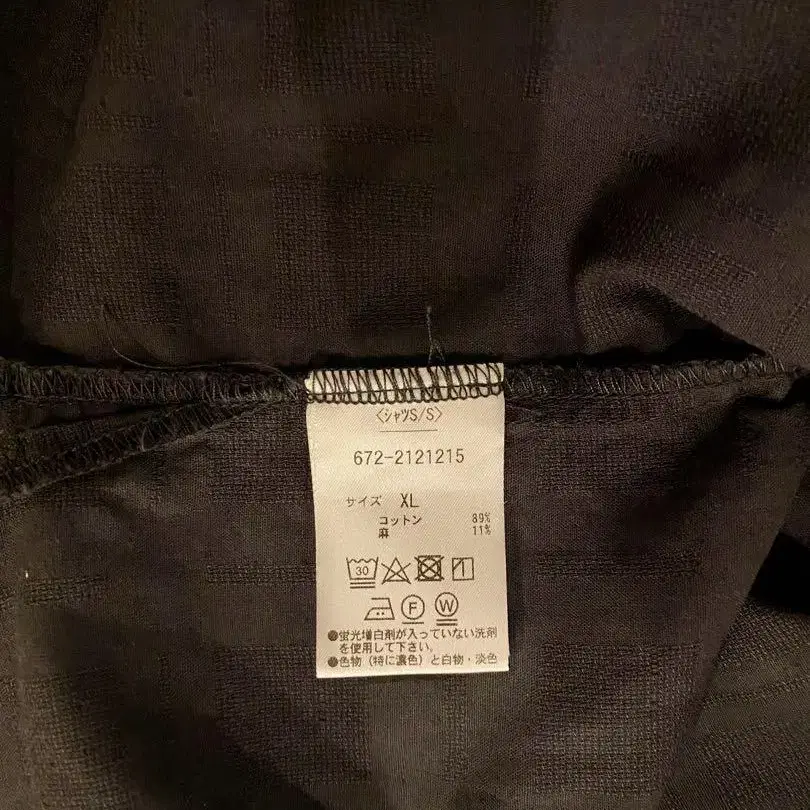 〈シャツS/S〉
672-2121215
サイズ XL
コットン 89%
麻 11%
30
F W
●蛍光増白剤が入っていない洗剤
を使用して下さい。
●色物（特に濃色）と白物・淡色